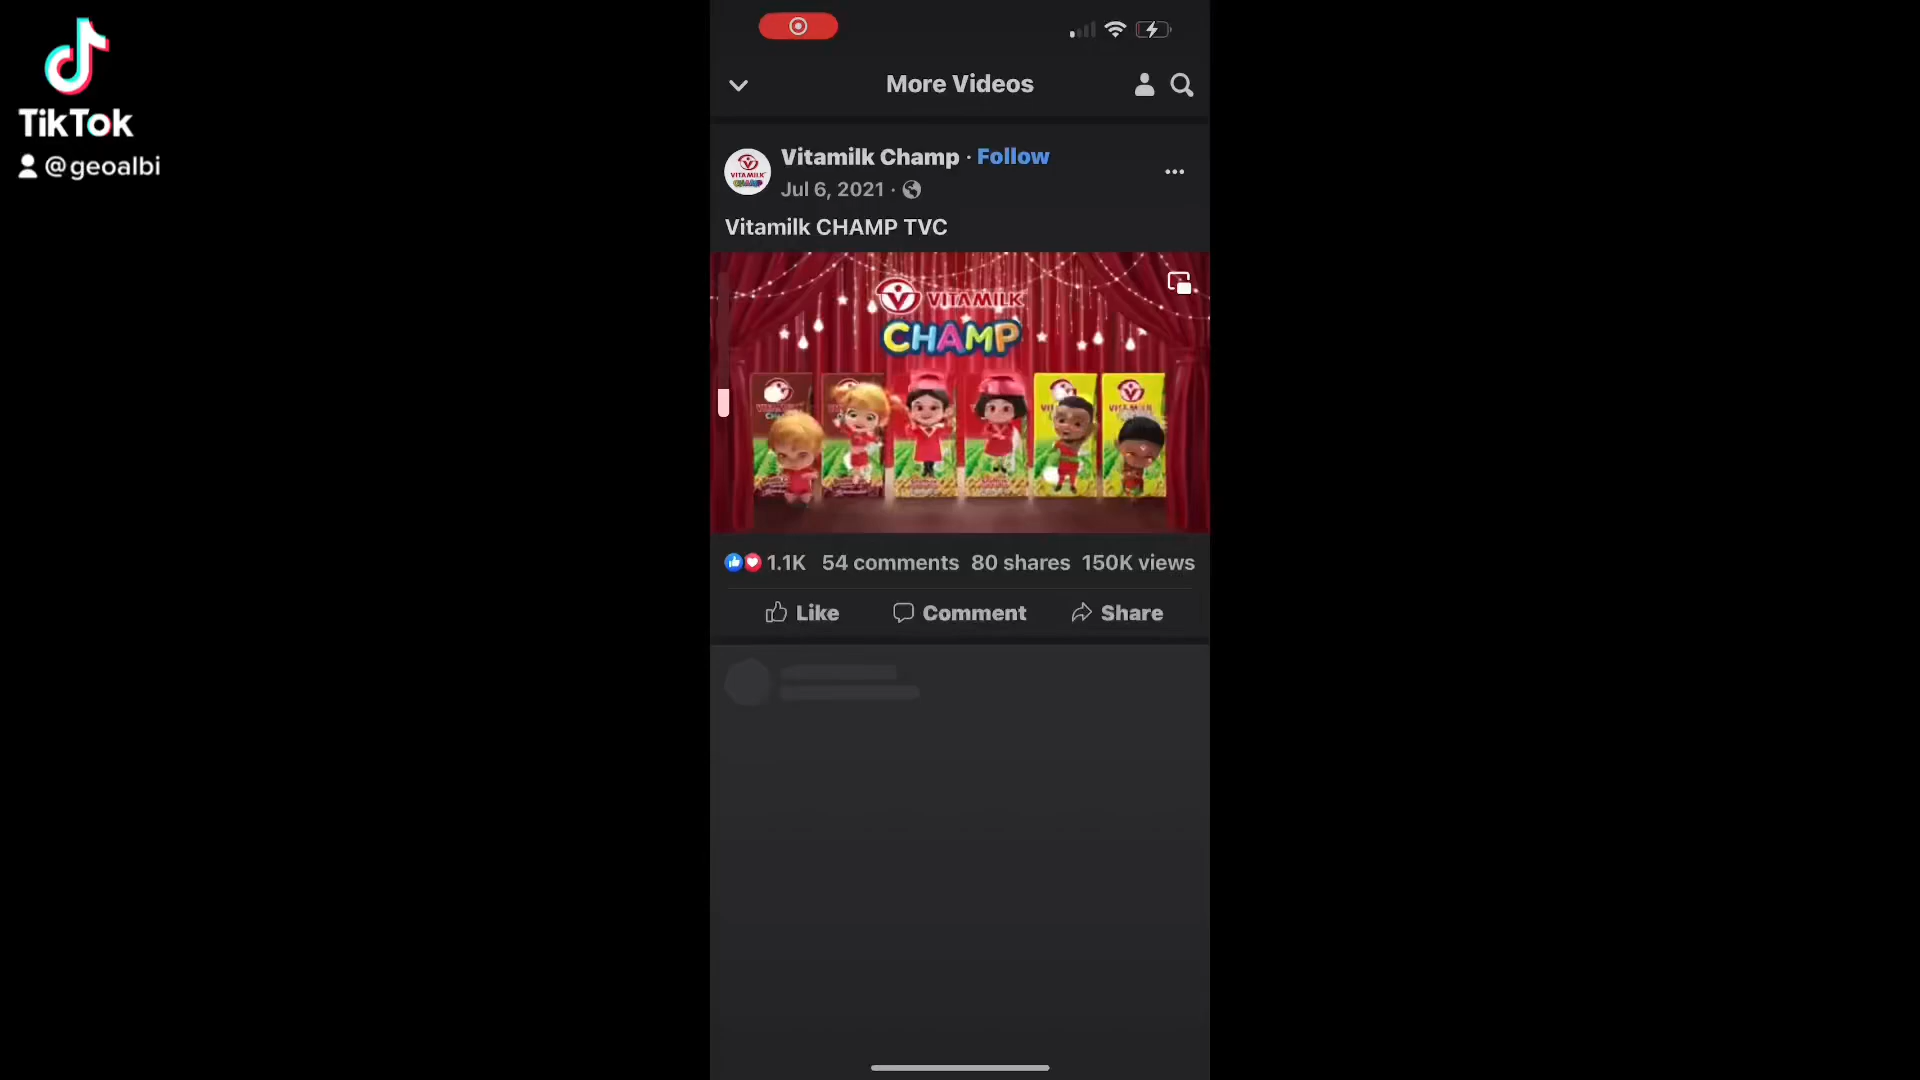 TikTok
@geoalbi
More Videos
Vitamilk Champ · Follow
Jul 6, 2021 ·
Vitamilk CHAMP TVC
VITAMILK
CHAMP
1.1K 54 comments 80 shares 150K views
Like Comment Share